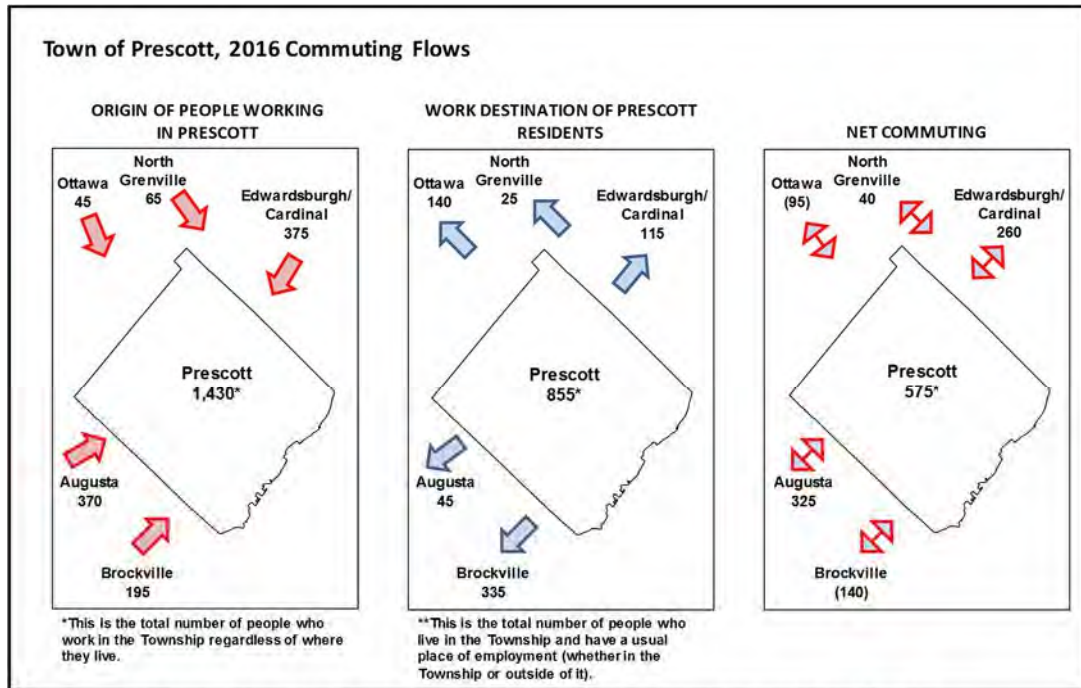 Town of Prescott, 2016 Commuting Flows
ORIGIN OF PEOPLE WORKING
IN PRESCOTT
Ottawa
45
North
Grenville
65
Edwardsburgh/
Cardinal
375
Prescott
1,430*
Augusta
370
Brockville
195
*This is the total number of people who
work in the Township regardless of where
they live.
WORK DESTINATION OF PRESCOTT
RESIDENTS
Ottawa
140
North
Grenville
25
Edwardsburgh/
Cardinal
115
Prescott
855*
Augusta
45
Brockville
335
**This is the total number of people who
live in the Township and have a usual
place of employment (whether in the
Township or outside of it).
NET COMMUTING
Ottawa
(95)
North
Grenville
40
Edwardsburgh/
Cardinal
260
Prescott
575*
Augusta
325
Brockville
(140)